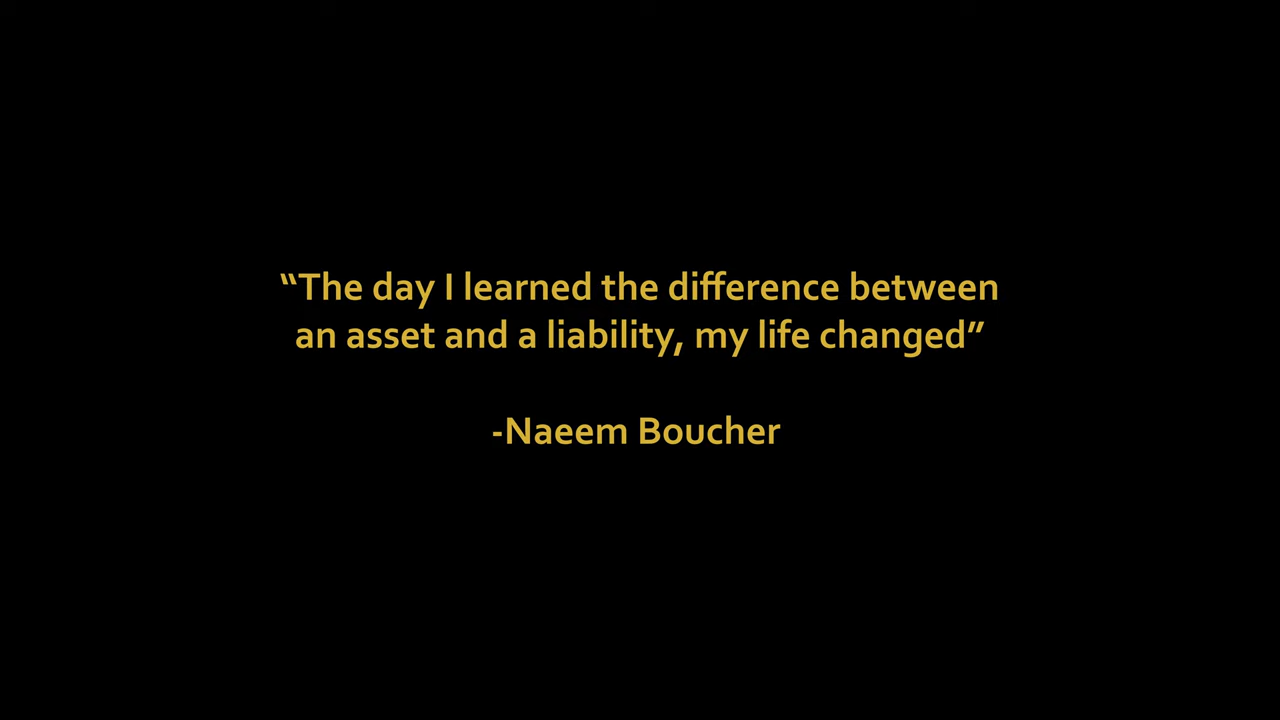 “The day I learned the difference between
an asset and a liability, my life changed”
-Naeem Boucher